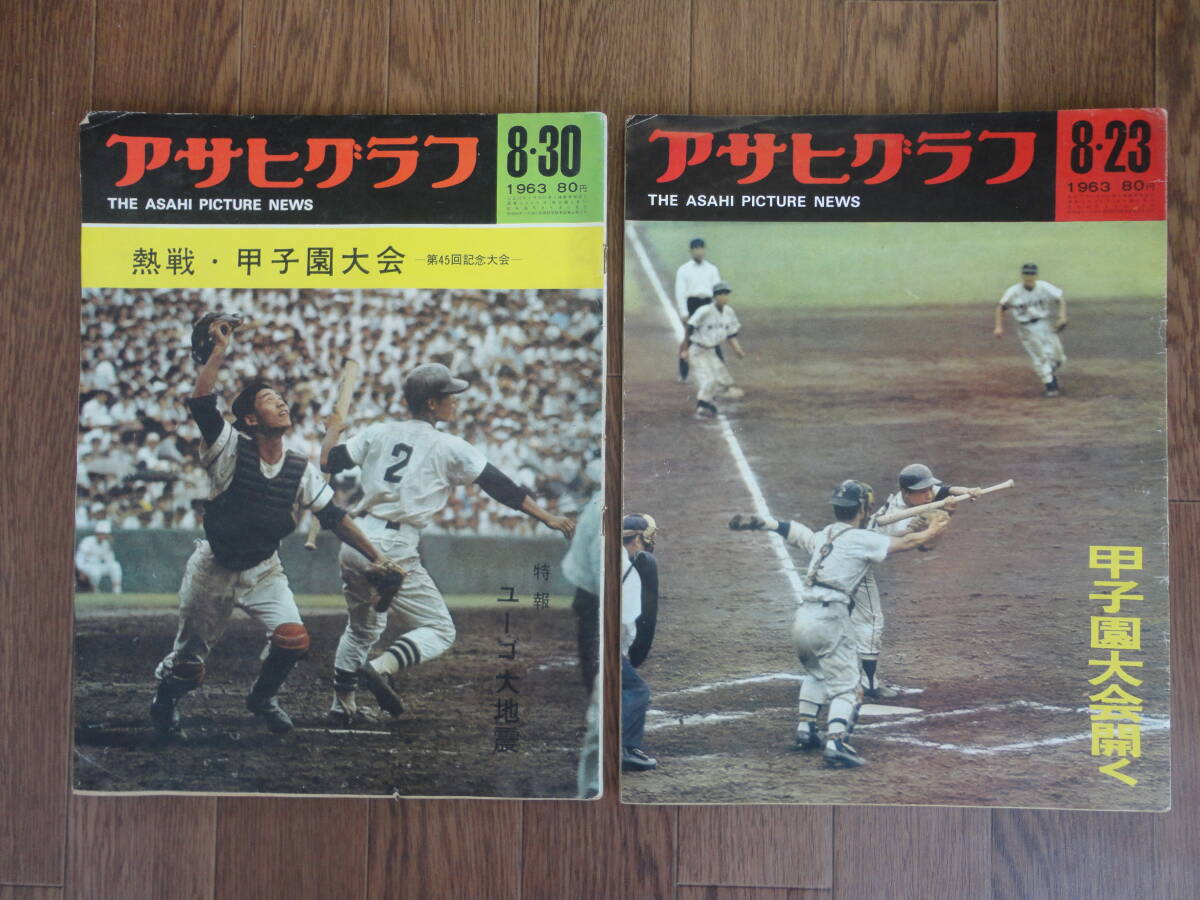 アサヒグラフ
THE ASAHI PICTURE NEWS
8・30
1963 80円
熱戦・甲子園大会 ―第45回記念大会―
2
特報
ユーゴ大地震
アサヒグラフ
THE ASAHI PICTURE NEWS
8・23
1963 80円
甲子園大会開く